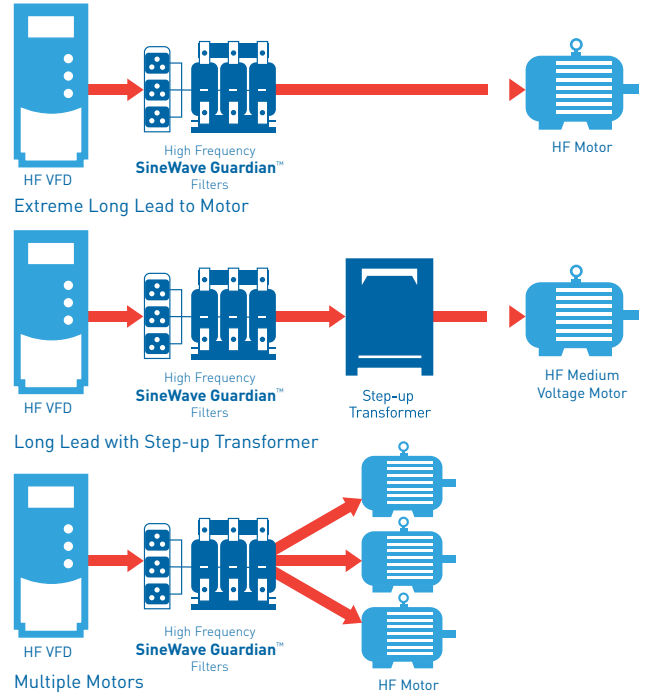 High Frequency
SineWave Guardian™
Filters
HF VFD
HF Motor
Extreme Long Lead to Motor
High Frequency
SineWave Guardian™
Filters
HF VFD
Step-up
Transformer
HF Medium
Voltage Motor
Long Lead with Step-up Transformer
High Frequency
SineWave Guardian™
Filters
HF VFD
HF Motor
Multiple Motors